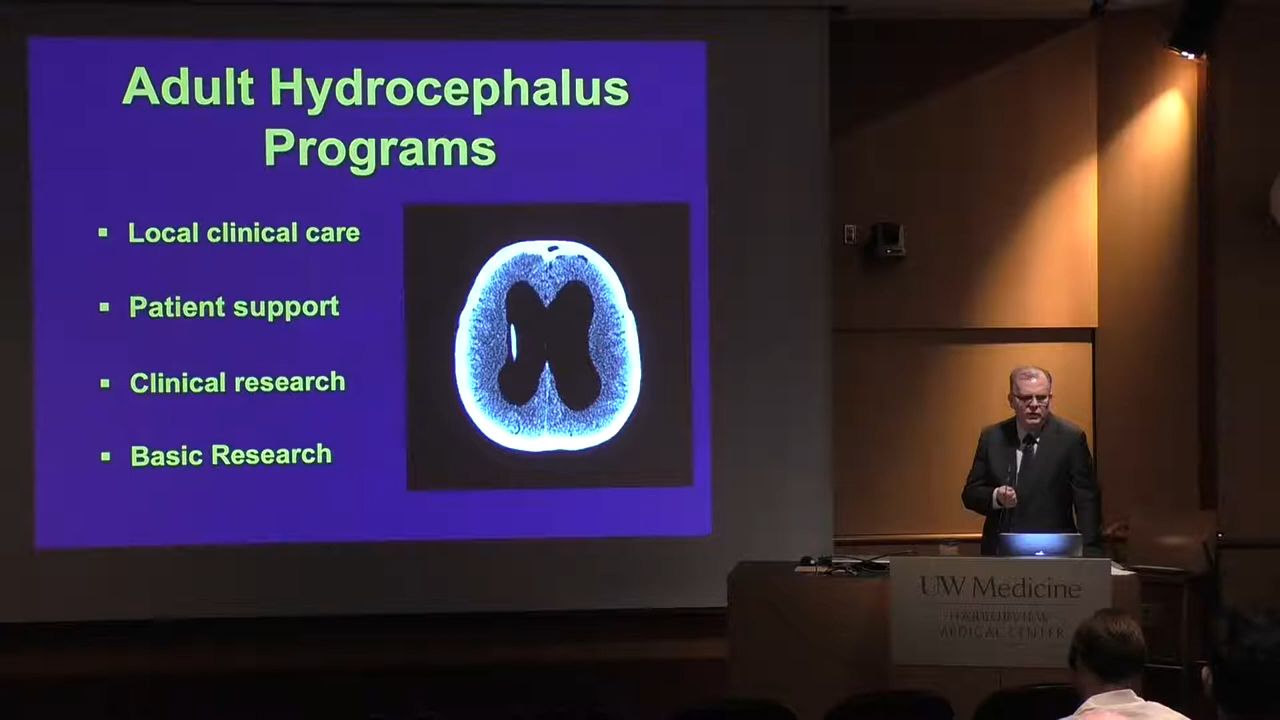 Adult Hydrocephalus
Programs
Local clinical care
Patient support
Clinical research
Basic Research
UW Medicine
HARBORVIEW
MEDICAL CENTER